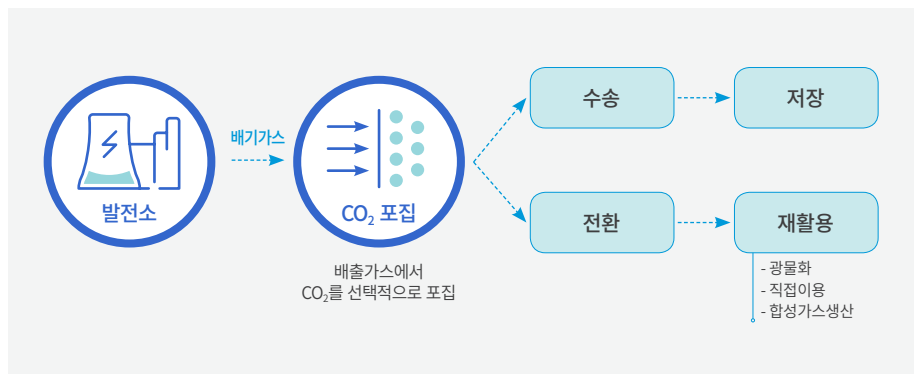 배기가스
발전소
CO₂ 포집
배출가스에서
CO₂를 선택적으로 포집
수송
저장
전환
재활용
- 광물화
- 직접이용
- 합성가스생산